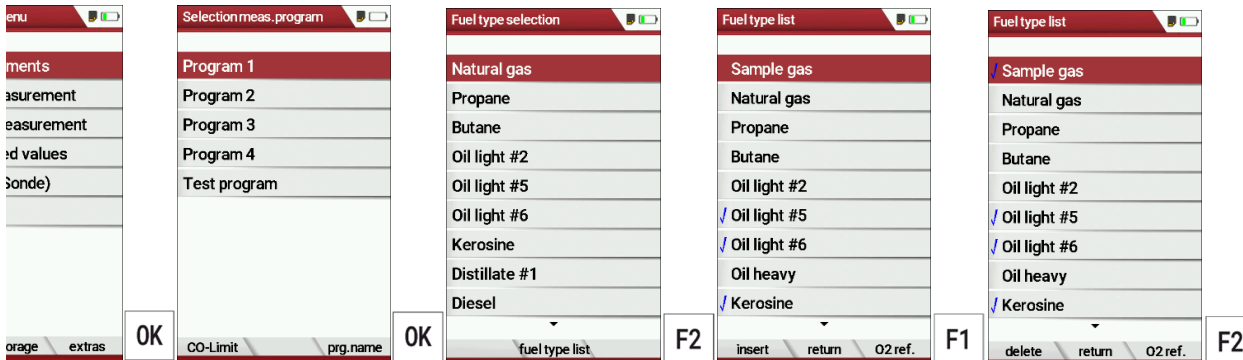 enu
ments
asurement
easurement
ed values
Sonde)
orage extras
OK
Selection meas. program
Program 1
Program 2
Program 3
Program 4
Test program
CO-Limit prg.name
OK
Fuel type selection
Natural gas
Propane
Butane
Oil light #2
Oil light #5
Oil light #6
Kerosine
Distillate #1
Diesel
fuel type list
F2
Fuel type list
Sample gas
Natural gas
Propane
Butane
Oil light #2
Oil light #5
Oil light #6
Oil heavy
Kerosine
insert return O2 ref.
F1
Fuel type list
Sample gas
Natural gas
Propane
Butane
Oil light #2
Oil light #5
Oil light #6
Oil heavy
Kerosine
delete return O2 ref.
F2